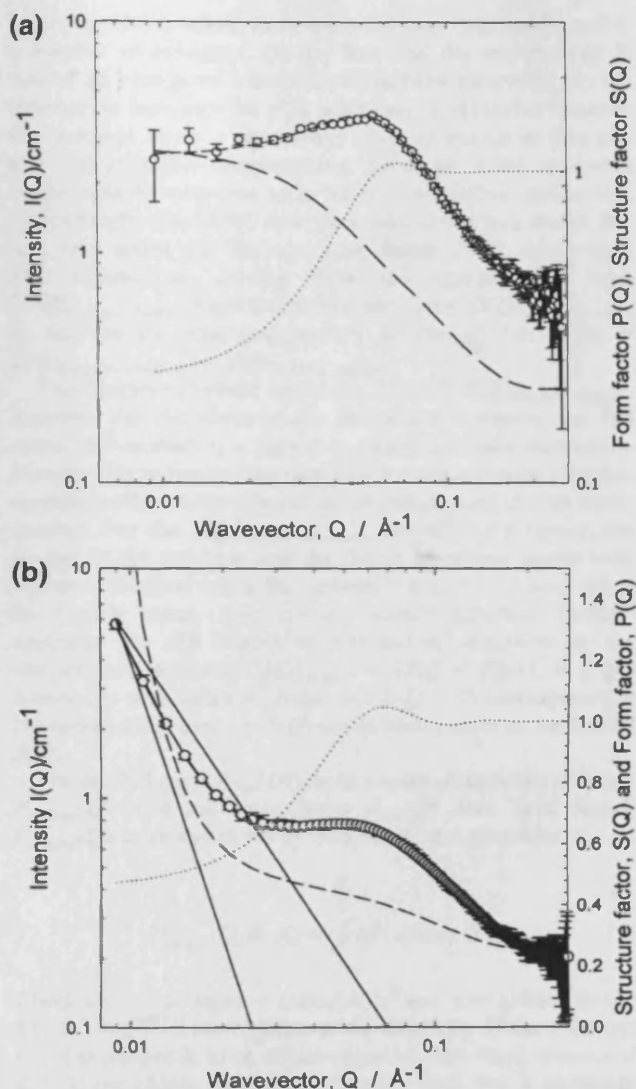 (a)
10
1
0.1
Intensity, I(Q)/cm⁻¹
1
0.1
Form factor P(Q), Structure factor S(Q)
0.01
0.1
Wavevector, Q / Å⁻¹
(b)
10
1
0.1
Intensity I(Q)/cm⁻¹
1.4
1.2
1.0
0.8
0.6
0.4
0.2
0.0
Structure factor, S(Q) and Form factor, P(Q)
0.01
0.1
Wavevector, Q / Å⁻¹